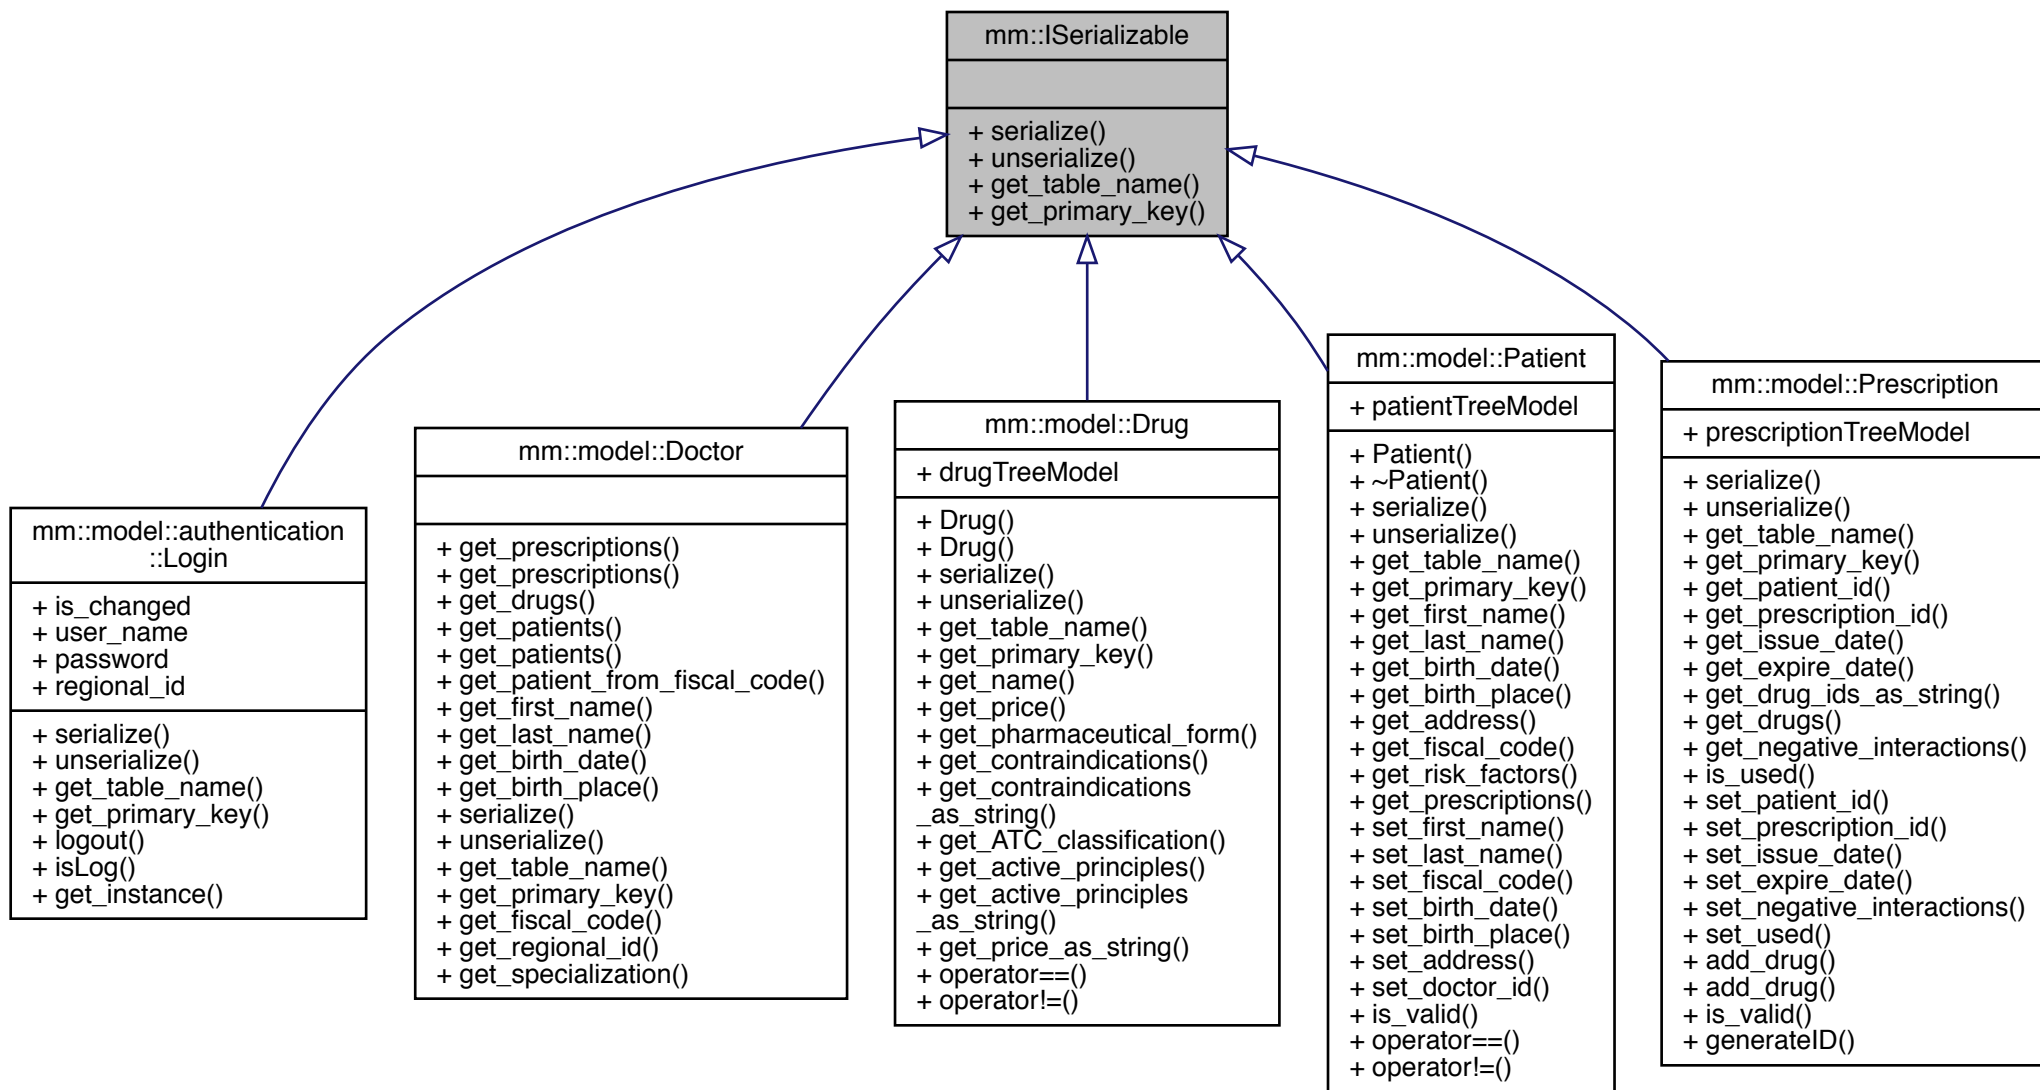 mm::ISerializable
+ serialize()
+ unserialize()
+ get_table_name()
+ get_primary_key()
mm::model::authentication
::Login
+ is_changed
+ user_name
+ password
+ regional_id
+ serialize()
+ unserialize()
+ get_table_name()
+ get_primary_key()
+ logout()
+ isLog()
+ get_instance()
mm::model::Doctor
+ get_prescriptions()
+ get_prescriptions()
+ get_drugs()
+ get_patients()
+ get_patients()
+ get_patient_from_fiscal_code()
+ get_first_name()
+ get_last_name()
+ get_birth_date()
+ get_birth_place()
+ serialize()
+ unserialize()
+ get_table_name()
+ get_primary_key()
+ get_fiscal_code()
+ get_regional_id()
+ get_specialization()
mm::model::Drug
+ drugTreeModel
+ Drug()
+ Drug()
+ serialize()
+ unserialize()
+ get_table_name()
+ get_primary_key()
+ get_name()
+ get_price()
+ get_pharmaceutical_form()
+ get_contraindications()
+ get_contraindications
_as_string()
+ get_ATC_classification()
+ get_active_principles()
+ get_active_principles
_as_string()
+ get_price_as_string()
+ operator==()
+ operator!=()
mm::model::Patient
+ patientTreeModel
+ Patient()
+ ~Patient()
+ serialize()
+ unserialize()
+ get_table_name()
+ get_primary_key()
+ get_first_name()
+ get_last_name()
+ get_birth_date()
+ get_birth_place()
+ get_address()
+ get_fiscal_code()
+ get_risk_factors()
+ get_prescriptions()
+ set_first_name()
+ set_last_name()
+ set_fiscal_code()
+ set_birth_date()
+ set_birth_place()
+ set_address()
+ set_doctor_id()
+ is_valid()
+ operator==()
+ operator!=()
mm::model::Prescription
+ prescriptionTreeModel
+ serialize()
+ unserialize()
+ get_table_name()
+ get_primary_key()
+ get_patient_id()
+ get_prescription_id()
+ get_issue_date()
+ get_expire_date()
+ get_drug_ids_as_string()
+ get_drugs()
+ get_negative_interactions()
+ is_used()
+ set_patient_id()
+ set_prescription_id()
+ set_issue_date()
+ set_expire_date()
+ set_negative_interactions()
+ set_used()
+ add_drug()
+ add_drug()
+ is_valid()
+ generateID()